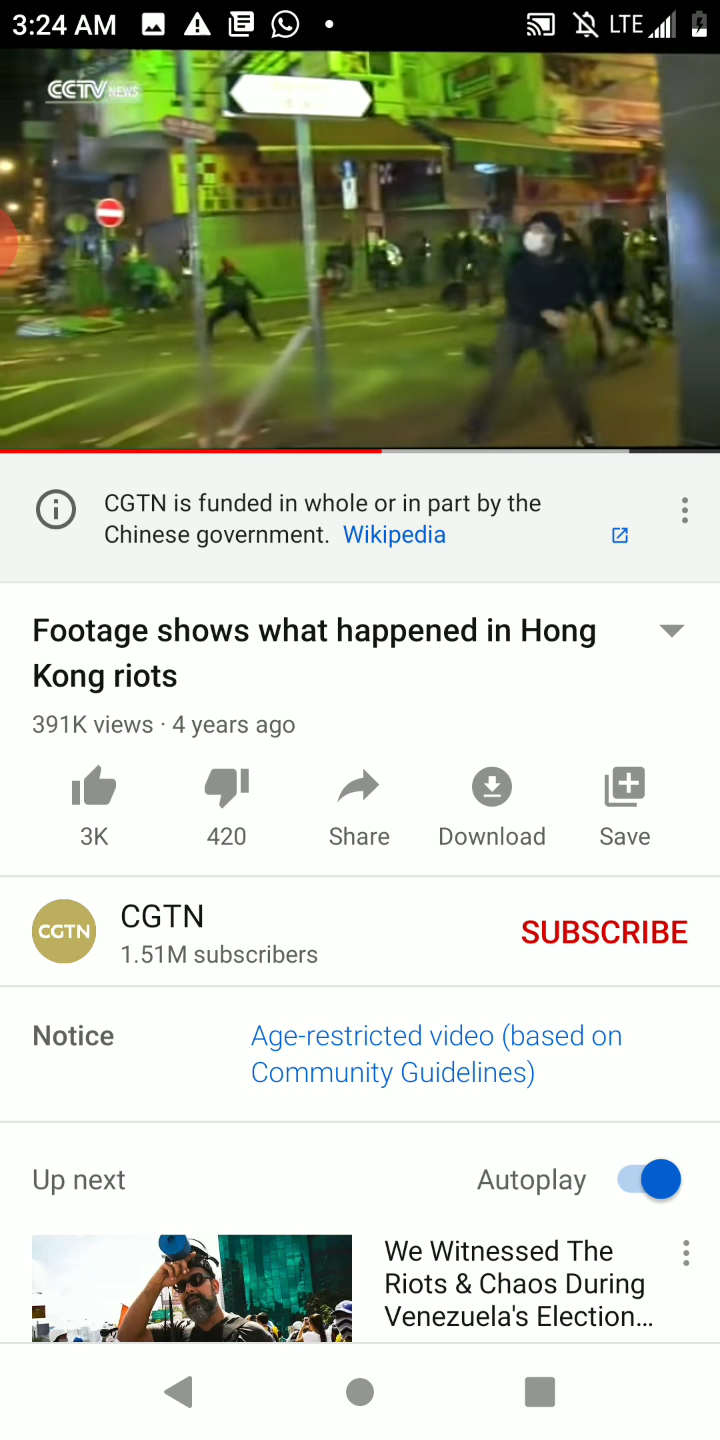 3:24 AM
LTE
CCTV NEWS
CGTN is funded in whole or in part by the
Chinese government. Wikipedia
Footage shows what happened in Hong
Kong riots
391K views · 4 years ago
3K
420
Share
Download
Save
CGTN
CGTN
1.51M subscribers
SUBSCRIBE
Notice
Age-restricted video (based on
Community Guidelines)
Up next
Autoplay
We Witnessed The
Riots & Chaos During
Venezuela's Election...